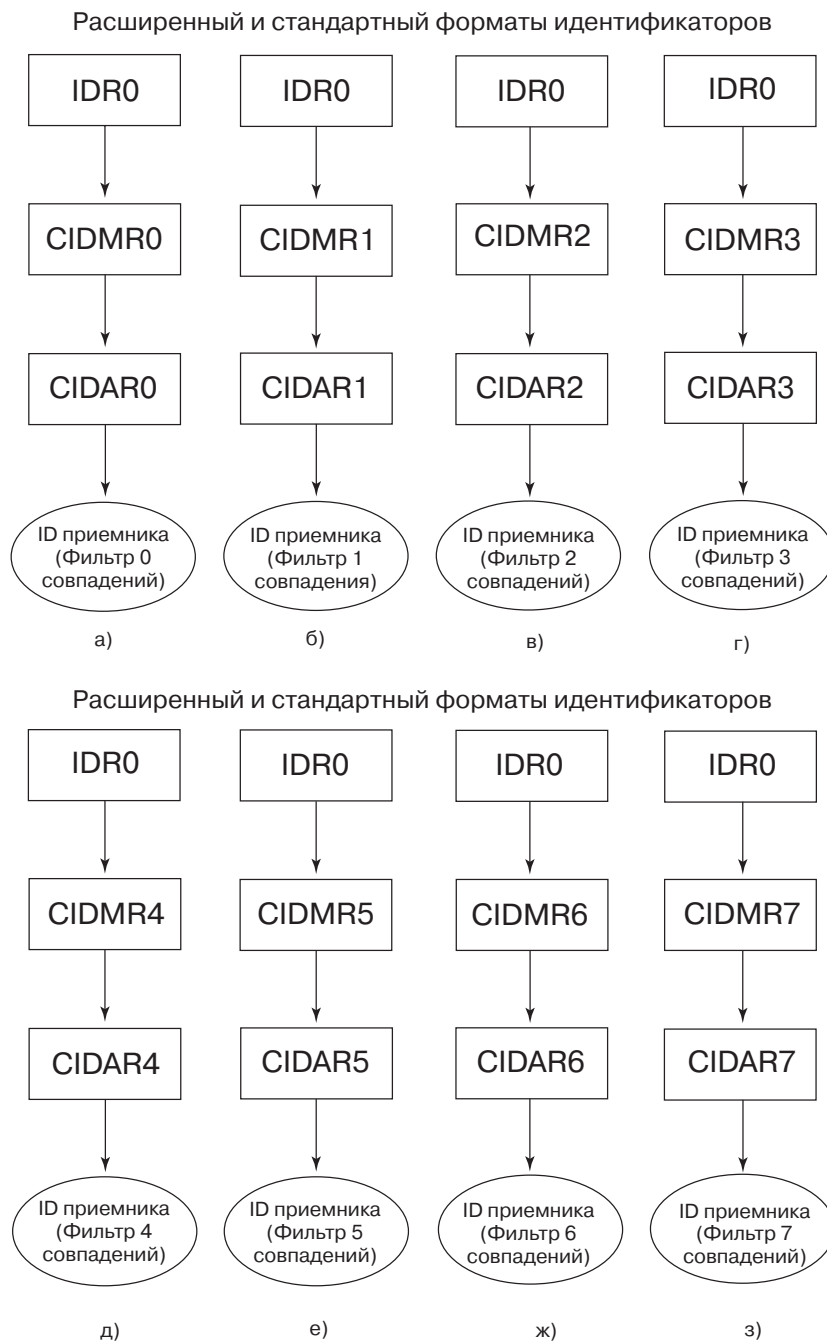 Расширенный и стандартный форматы идентификаторов
IDR0 IDR0 IDR0 IDR0
CIDMR0 CIDMR1 CIDMR2 CIDMR3
CIDAR0 CIDAR1 CIDAR2 CIDAR3
ID приемника
(Фильтр 0
совпадений)
ID приемника
(Фильтр 1
совпадения)
ID приемника
(Фильтр 2
совпадений)
ID приемника
(Фильтр 3
совпадений)
а) б) в) г)
Расширенный и стандартный форматы идентификаторов
IDR0 IDR0 IDR0 IDR0
CIDMR4 CIDMR5 CIDMR6 CIDMR7
CIDAR4 CIDAR5 CIDAR6 CIDAR7
ID приемника
(Фильтр 4
совпадений)
ID приемника
(Фильтр 5
совпадений)
ID приемника
(Фильтр 6
совпадений)
ID приемника
(Фильтр 7
совпадений)
д) е) ж) з)